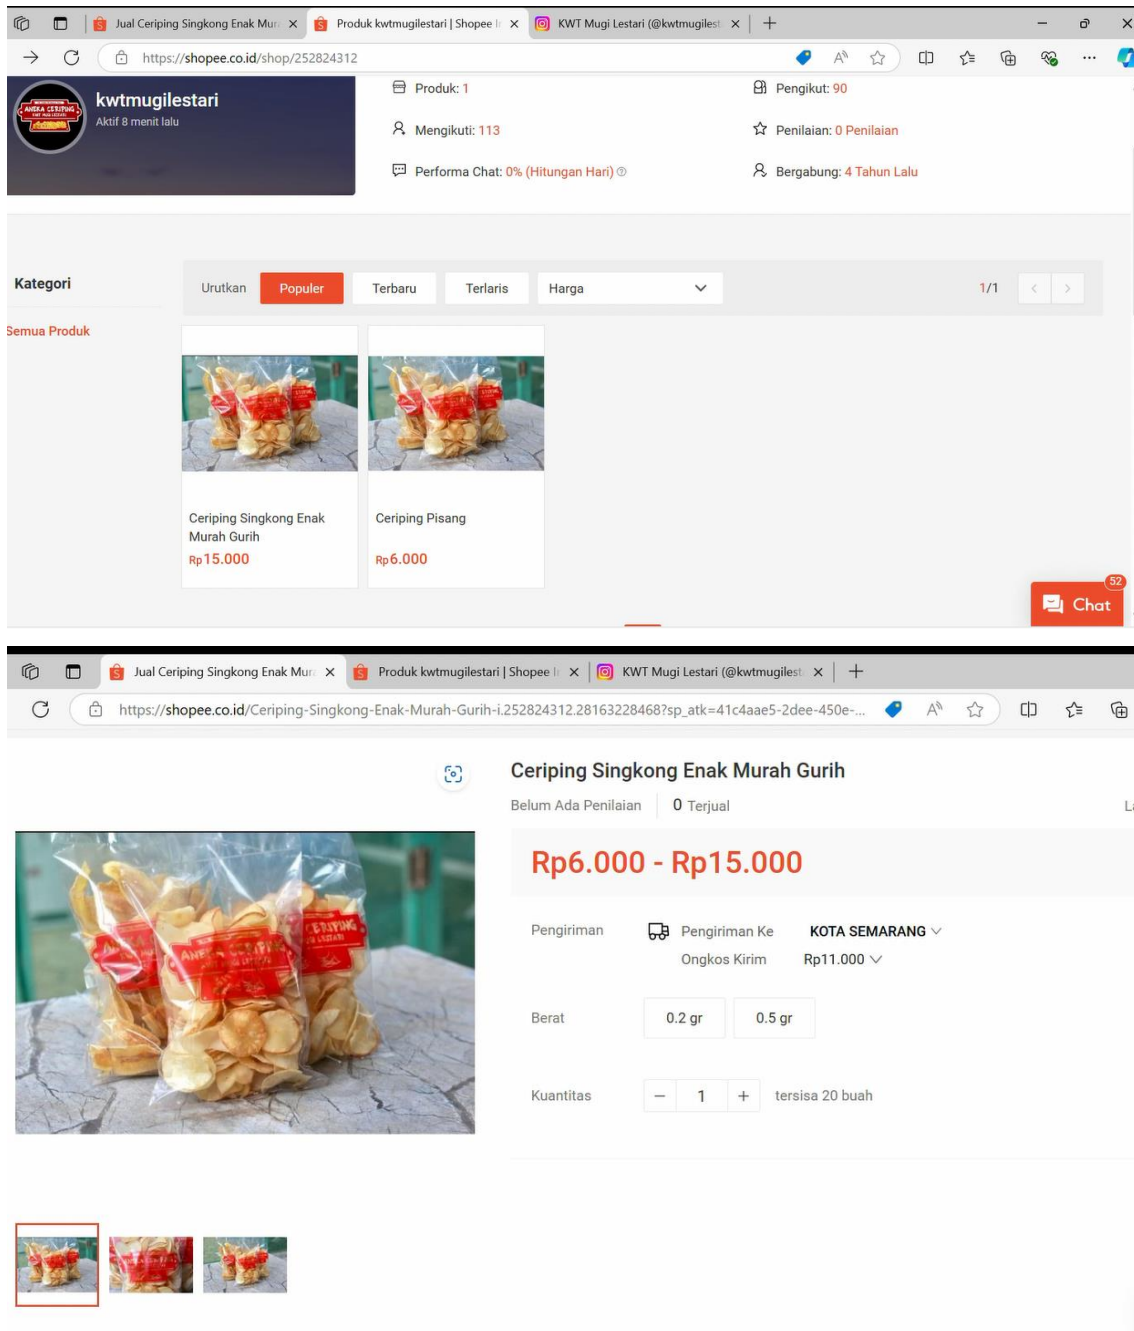 Jual Ceriping Singkong Enak Mur
Produk kwtmugilestari | Shopee I
KWT Mugi Lestari (@kwtmugilest
https://shopee.co.id/shop/252824312
ANEKA CERIPING
kwtmugilestari
Aktif 8 menit lalu
Produk: 1
Pengikut: 90
Mengikuti: 113
Penilaian: 0 Penilaian
Performa Chat: 0% (Hitungan Hari)
Bergabung: 4 Tahun Lalu
Kategori
Semua Produk
Urutkan
Populer
Terbaru
Terlaris
Harga
1/1
Ceriping Singkong Enak
Murah Gurih
Rp15.000
Ceriping Pisang
Rp6.000
52
Chat
Jual Ceriping Singkong Enak Mur
Produk kwtmugilestari | Shopee I
KWT Mugi Lestari (@kwtmugilest
https://shopee.co.id/Ceriping-Singkong-Enak-Murah-Gurih-i.252824312.28163228468?sp_atk=41c4aae5-2dee-450e-...
Ceriping Singkong Enak Murah Gurih
Belum Ada Penilaian
0 Terjual
La
Rp6.000 - Rp15.000
Pengiriman
Pengiriman Ke
KOTA SEMARANG
Ongkos Kirim
Rp11.000
Berat
0.2 gr
0.5 gr
Kuantitas
− 1 +
tersisa 20 buah